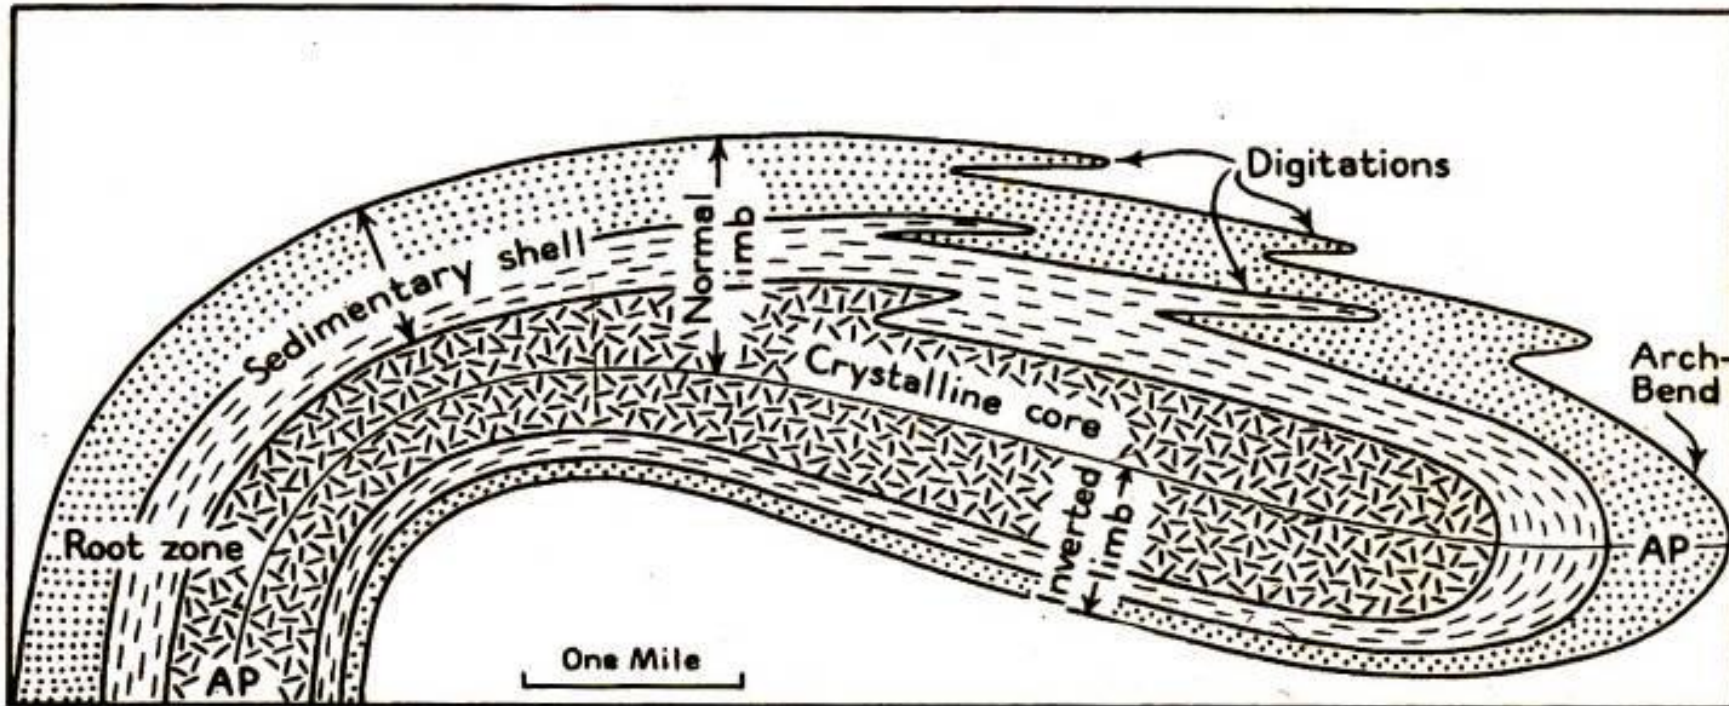 Digitations
Normal
limb
Sedimentary shell
Crystalline core
Arch-
Bend
Inverted
limb
Root zone
AP
AP
One Mile